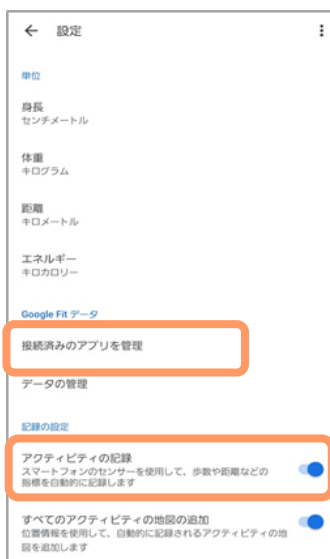 設定
単位
身長
センチメートル
体重
キログラム
距離
キロメートル
エネルギー
キロカロリー
Google Fit データ
接続済みのアプリを管理
データの管理
記録の設定
アクティビティの記録
スマートフォンのセンサーを使用して、歩数や距離などの
指標を自動的に記録します
すべてのアクティビティの地図の追加
位置情報を使用して、自動的に記録されるアクティビティの地
図を追加します